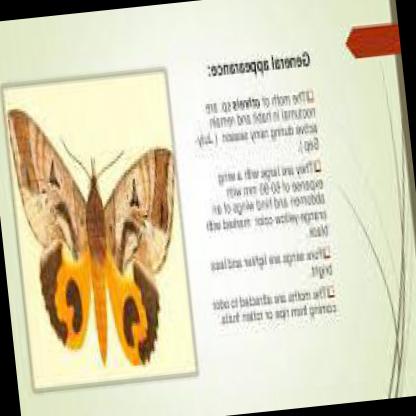 General appearance:
The moth of othreis sp. are
nocturnal in habit and remain
active during rainy season ( July-
Sep).
They are large with a wing
expanse of 80-90 mm with
abdomen and hind wings of an
orange-yellow color marked with
black
wings are lighter and less
bright.
The moths are attracted to odor
coming from ripe or rotten fruits.